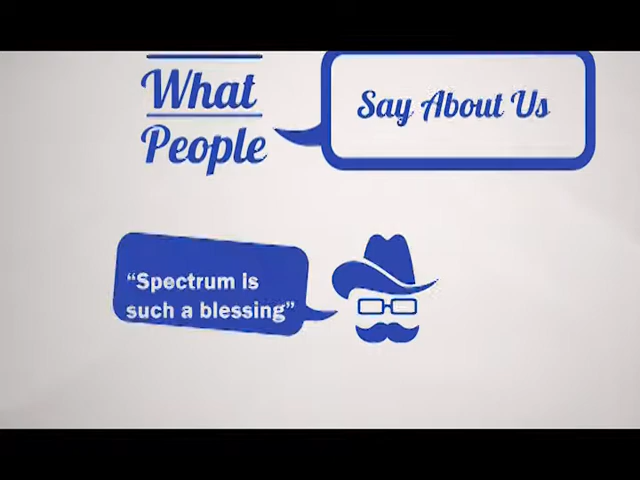 What
People
Say About Us
“Spectrum is
such a blessing”